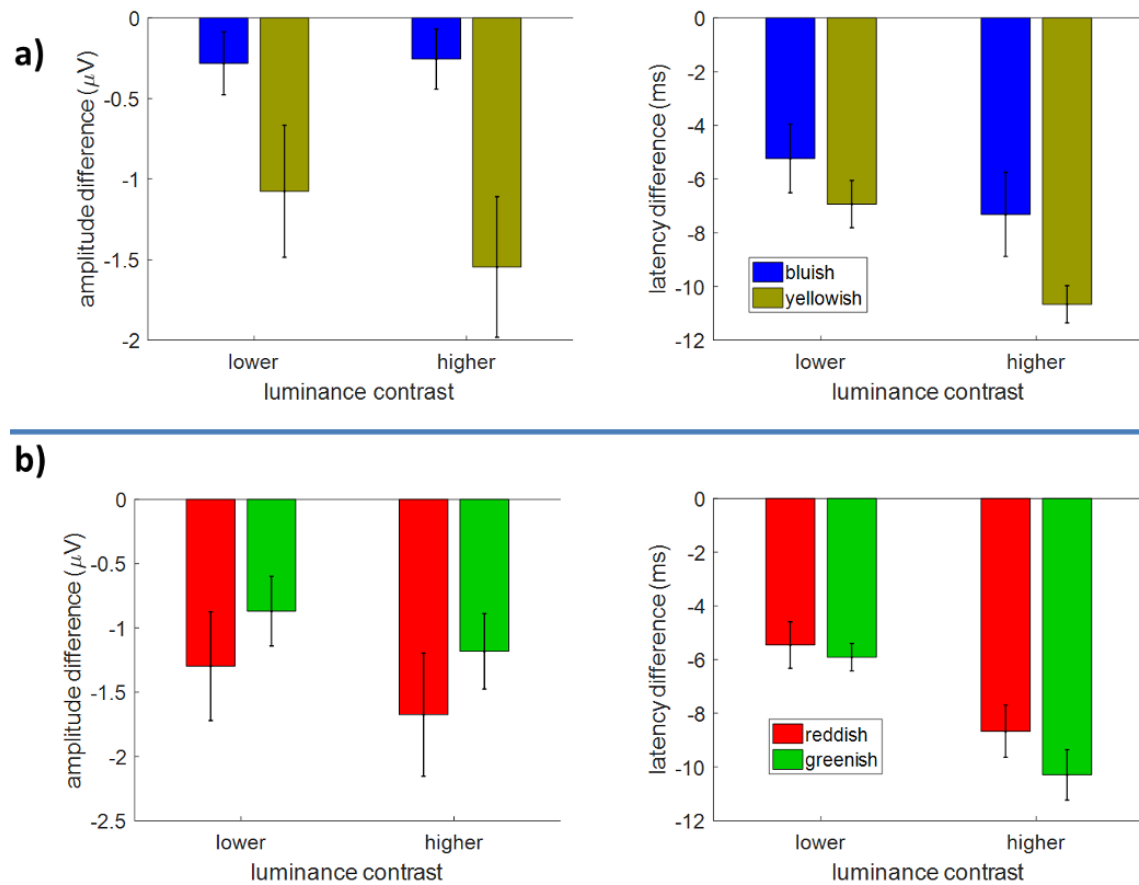 a)
amplitude difference (μV)
0
-0.5
-1
-1.5
-2
lower
higher
luminance contrast
latency difference (ms)
0
-2
-4
-6
-8
-10
-12
bluish
yellowish
lower
higher
luminance contrast
b)
amplitude difference (μV)
0
-0.5
-1
-1.5
-2
-2.5
lower
higher
luminance contrast
latency difference (ms)
0
-2
-4
-6
-8
-10
-12
reddish
greenish
lower
higher
luminance contrast